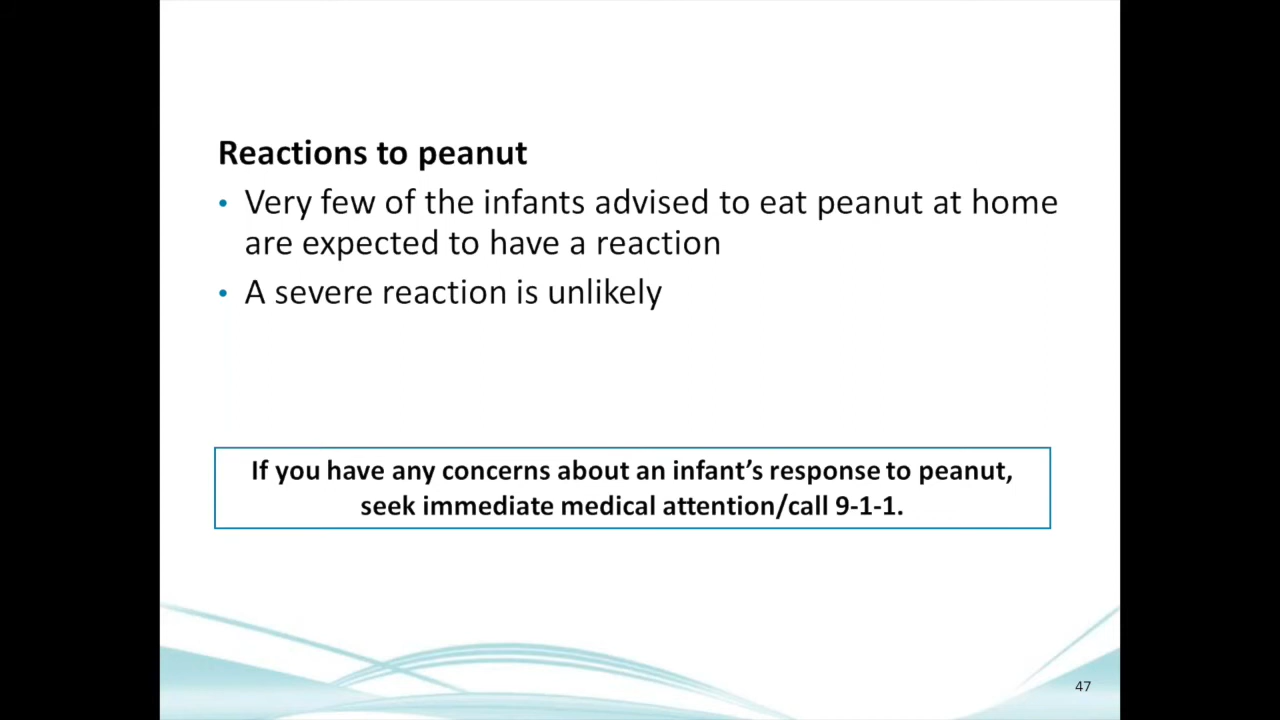 Reactions to peanut
• Very few of the infants advised to eat peanut at home
are expected to have a reaction
• A severe reaction is unlikely
If you have any concerns about an infant’s response to peanut,
seek immediate medical attention/call 9-1-1.
47